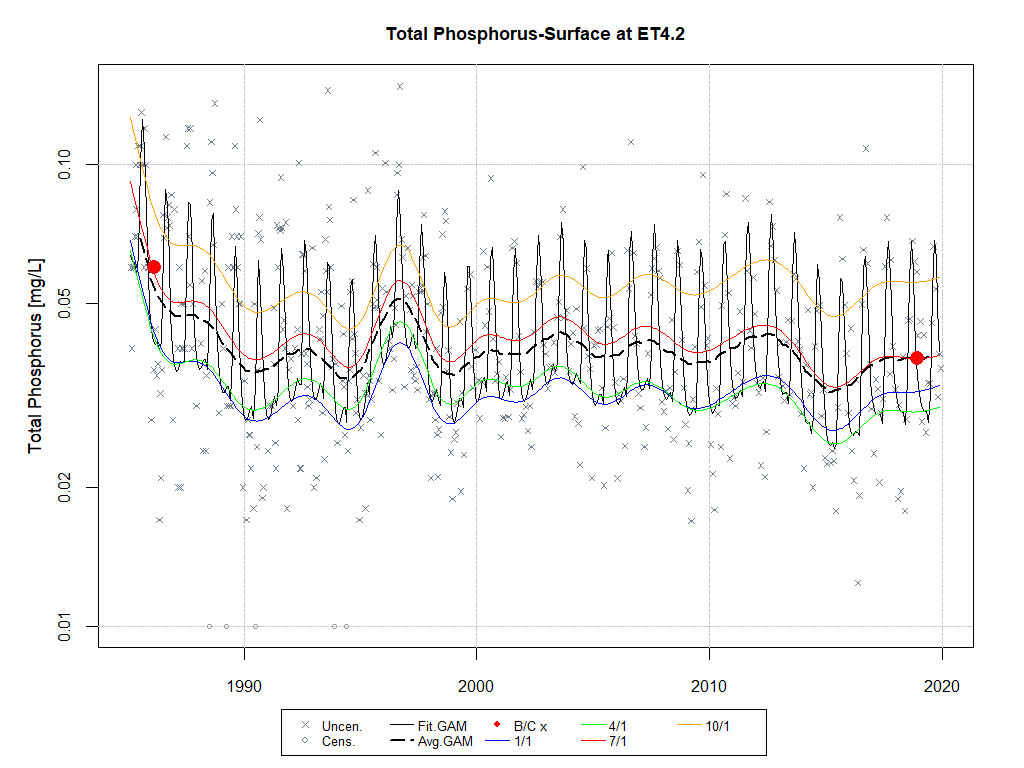 Total Phosphorus-Surface at ET4.2
Total Phosphorus [mg/L]
0.10
0.05
0.02
0.01
1990 2000 2010 2020
Uncen. Fit.GAM B/C x 4/1 10/1
Cens. Avg.GAM 1/1 7/1